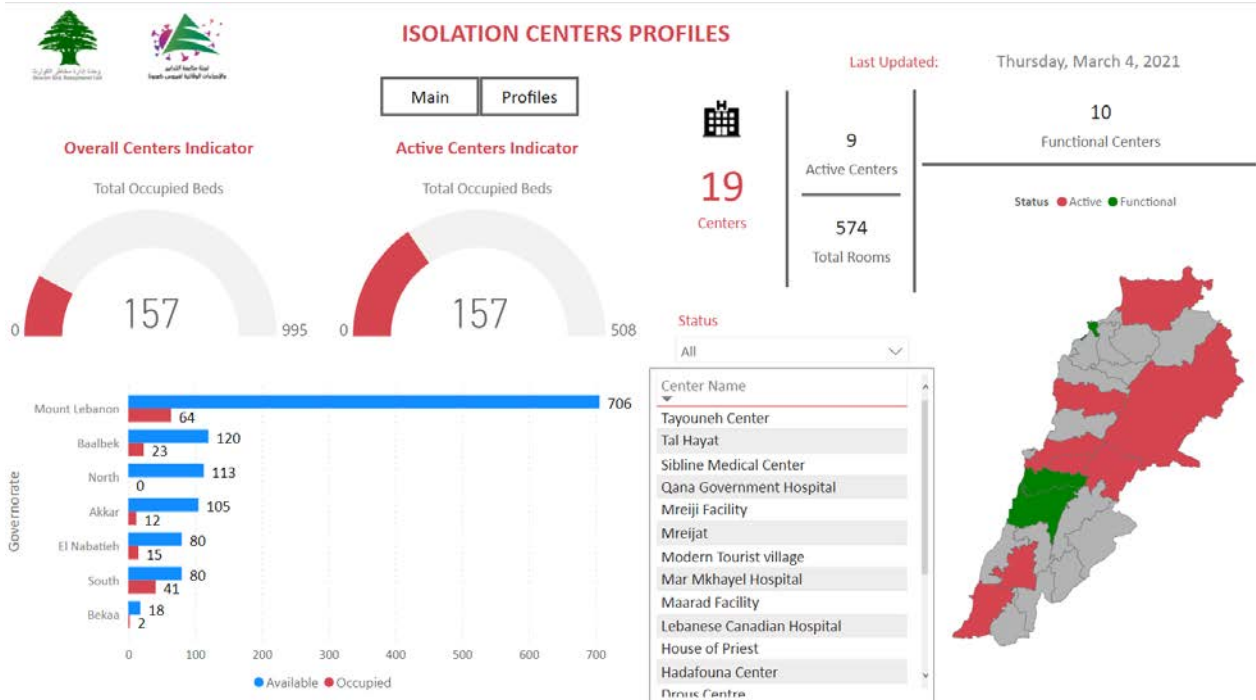 ISOLATION CENTERS PROFILES
Last Updated:
Thursday, March 4, 2021
Main
Profiles
Overall Centers Indicator
Total Occupied Beds
157
0
995
Active Centers Indicator
Total Occupied Beds
157
0
508
19
Centers
9
Active Centers
574
Total Rooms
10
Functional Centers
Status Active Functional
Status
All
Center Name
Tayouneh Center
Tal Hayat
Sibline Medical Center
Qana Government Hospital
Mreiji Facility
Mreijat
Modern Tourist village
Mar Mkhayel Hospital
Maarad Facility
Lebanese Canadian Hospital
House of Priest
Hadafouna Center
Drous Centre
Governorate
Mount Lebanon 706
64
Baalbek 120
23
North 113
0
Akkar 105
12
El Nabatieh 80
15
South 80
41
Bekaa 18
2
0 100 200 300 400 500 600 700
Available Occupied